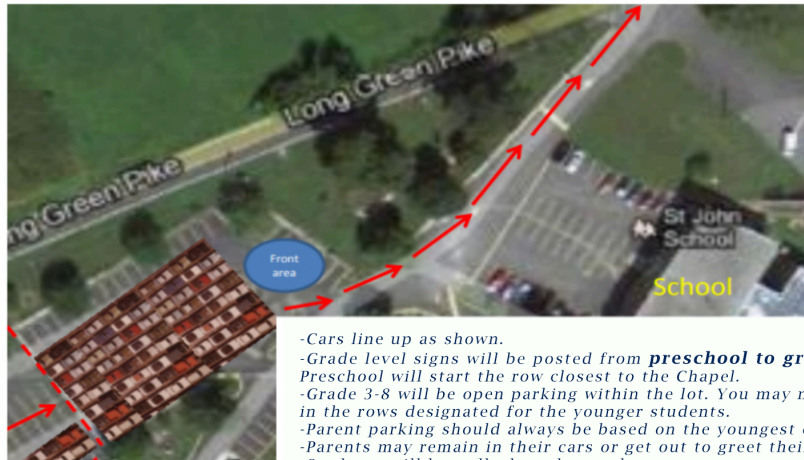 Long Green Pike
ng Green Pike
St John
School
School
Front
area
-Cars line up as shown.
-Grade level signs will be posted from preschool to gr
Preschool will start the row closest to the Chapel.
-Grade 3-8 will be open parking within the lot. You may n
in the rows designated for the younger students.
-Parent parking should always be based on the youngest
-Parents may remain in their cars or get out to greet thei